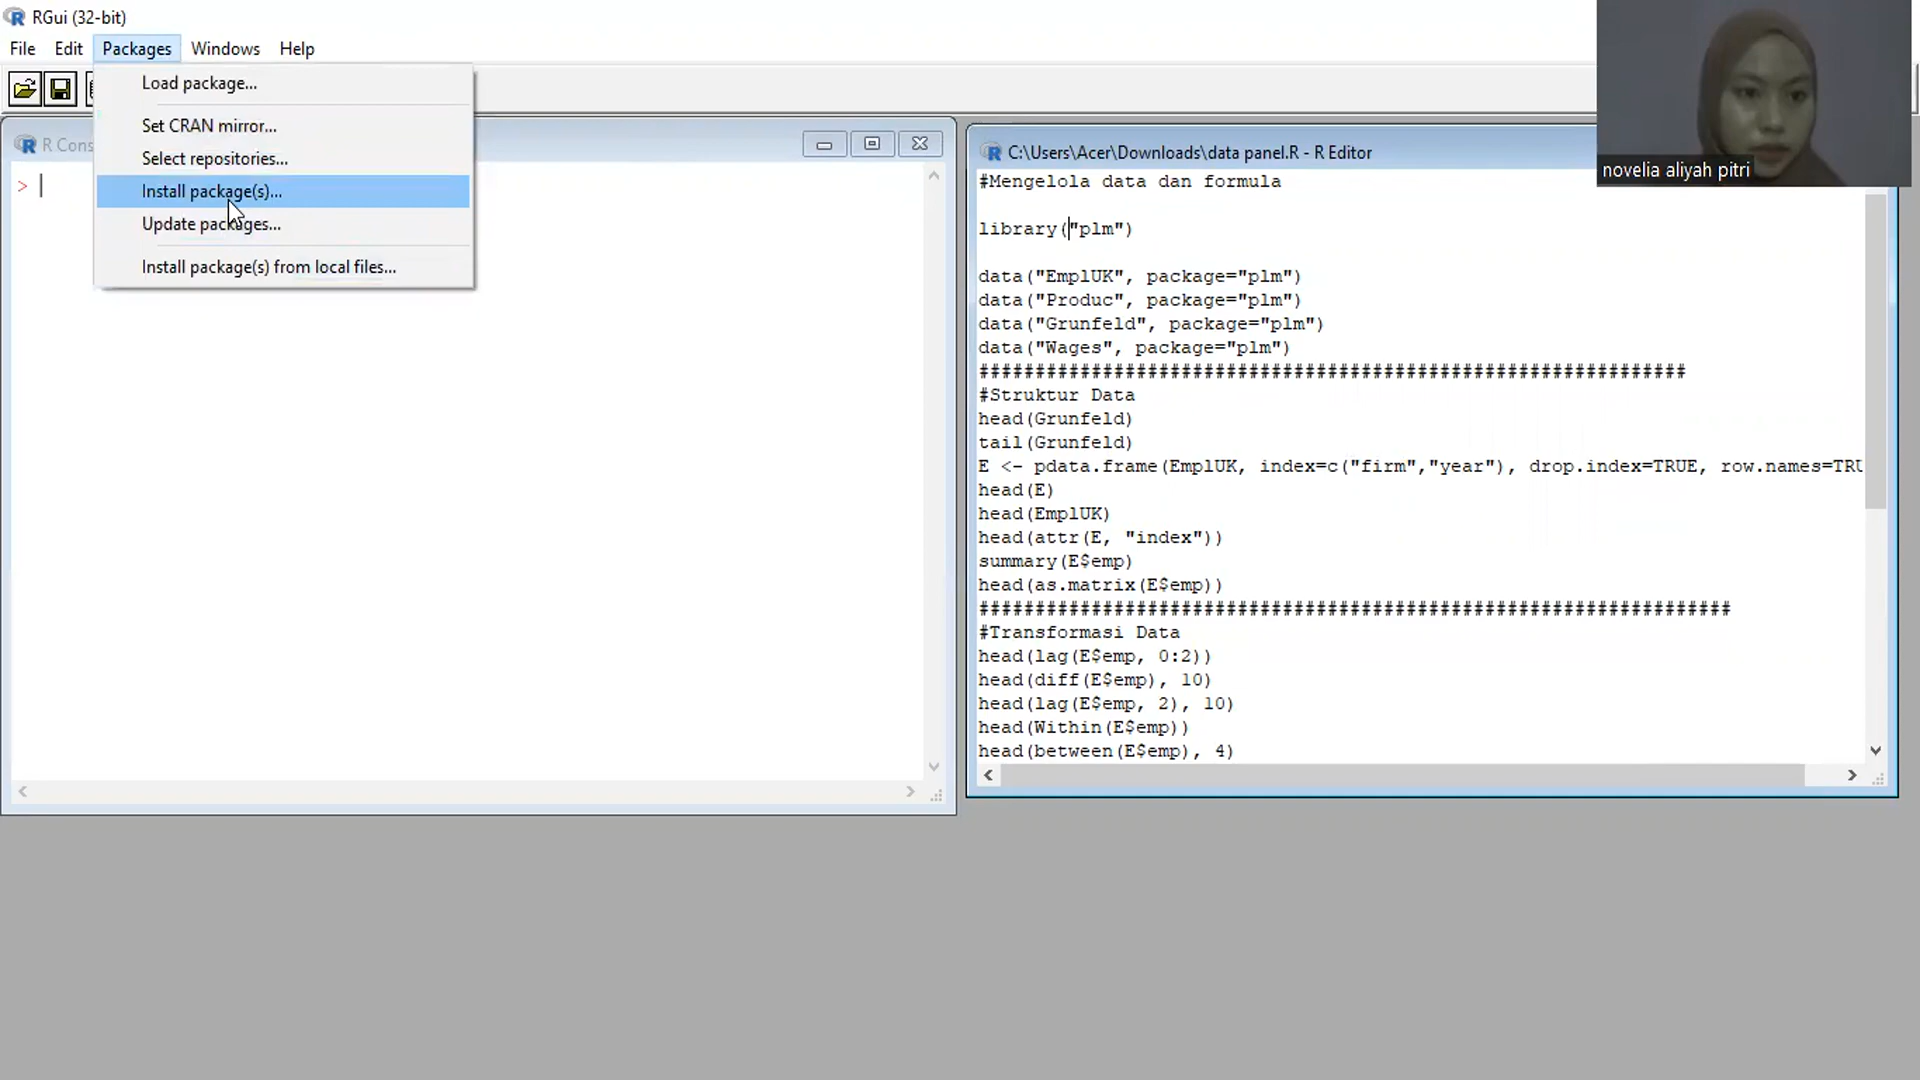 RGui (32-bit)
File Edit Packages Windows Help
Load package...
Set CRAN mirror...
Select repositories...
Install package(s)...
Update packages...
Install package(s) from local files...
R Cons
>
C:\Users\Acer\Downloads\data panel.R - R Editor
#Mengelola data dan formula
library("plm")
data("EmplUK", package="plm")
data("Produc", package="plm")
data("Grunfeld", package="plm")
data("Wages", package="plm")
###############################################################
#Struktur Data
head(Grunfeld)
tail(Grunfeld)
E <- pdata.frame(EmplUK, index=c("firm","year"), drop.index=TRUE, row.names=TRU
head(E)
head(EmplUK)
head(attr(E, "index"))
summary(E$emp)
head(as.matrix(E$emp))
###################################################################
#Transformasi Data
head(lag(E$emp, 0:2))
head(diff(E$emp), 10)
head(lag(E$emp, 2), 10)
head(Within(E$emp))
head(between(E$emp), 4)
novelia aliyah pitri